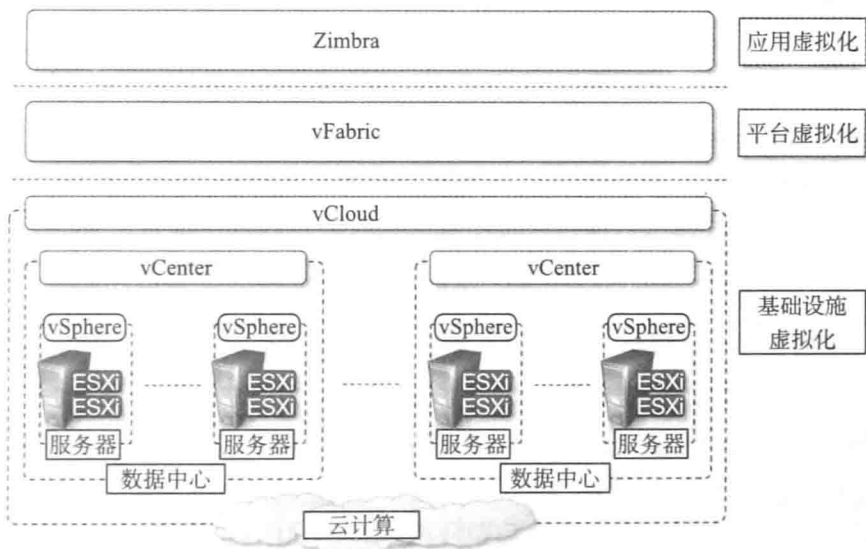 Zimbra
应用虚拟化
vFabric
平台虚拟化
vCloud
vCenter
vCenter
基础设施
虚拟化
vSphere
vSphere
vSphere
vSphere
ESXi
ESXi
ESXi
ESXi
ESXi
ESXi
ESXi
ESXi
服务器
服务器
服务器
服务器
数据中心
数据中心
云计算